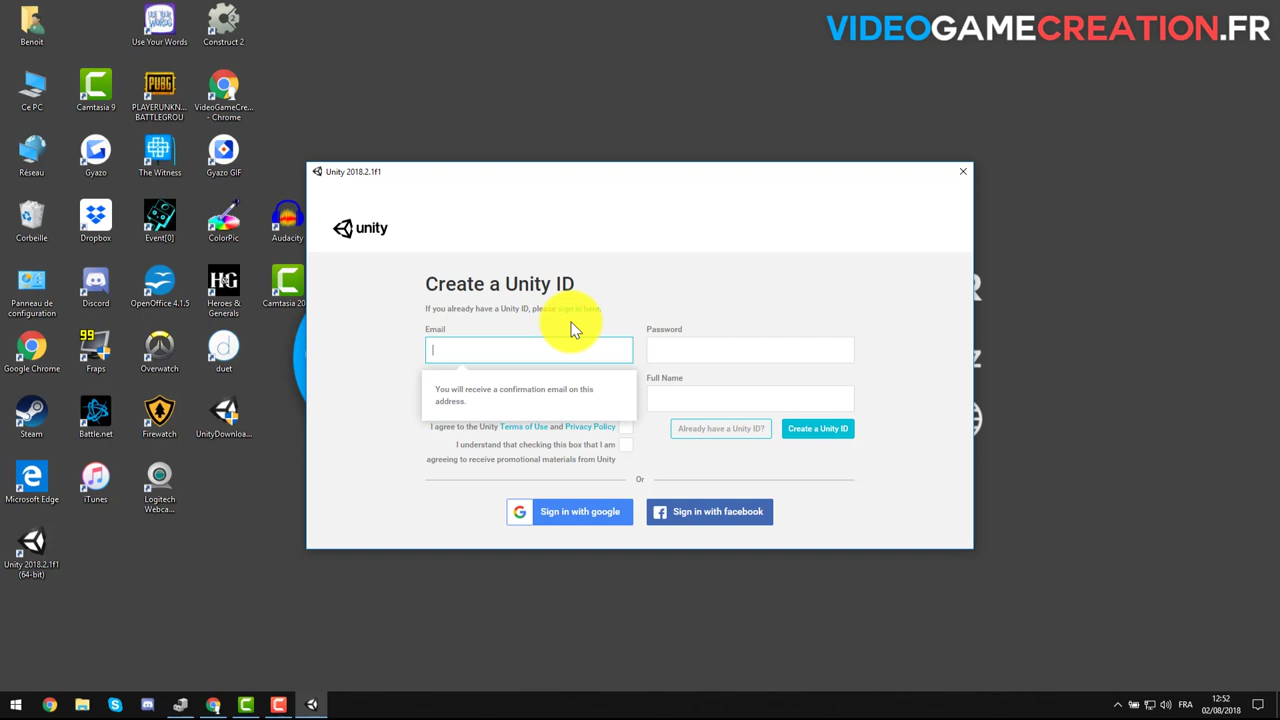 VIDEOGAMECREATION.FR
Benoit
Use Your Words
Construct 2
Ce PC
Camtasia 9
PLAYERUNKN...
BATTLEGROU
VideoGameCre...
- Chrome
Réseau
Gyazo
The Witness
Gyazo GIF
Corbeille
Dropbox
Event[0]
ColorPic
Audacity
Panneau de
configuration
Discord
OpenOffice 4.1.5
Heroes &
Generals
Camtasia 20
H&G
99
Google Chrome
Fraps
Overwatch
duet
Steam
Battle.net
Firewatch
UnityDownloa...
Microsoft Edge
iTunes
Logitech
Webca...
Unity 2018.2.1f1
(64-bit)
Unity 2018.2.1f1
unity
Create a Unity ID
If you already have a Unity ID, please sign in here.
Email
Password
You will receive a confirmation email on this
address.
Full Name
I agree to the Unity Terms of Use and Privacy Policy
Already have a Unity ID?
Create a Unity ID
I understand that checking this box that I am
agreeing to receive promotional materials from Unity
Or
Sign in with google
Sign in with facebook
FRA
12:52
02/08/2018